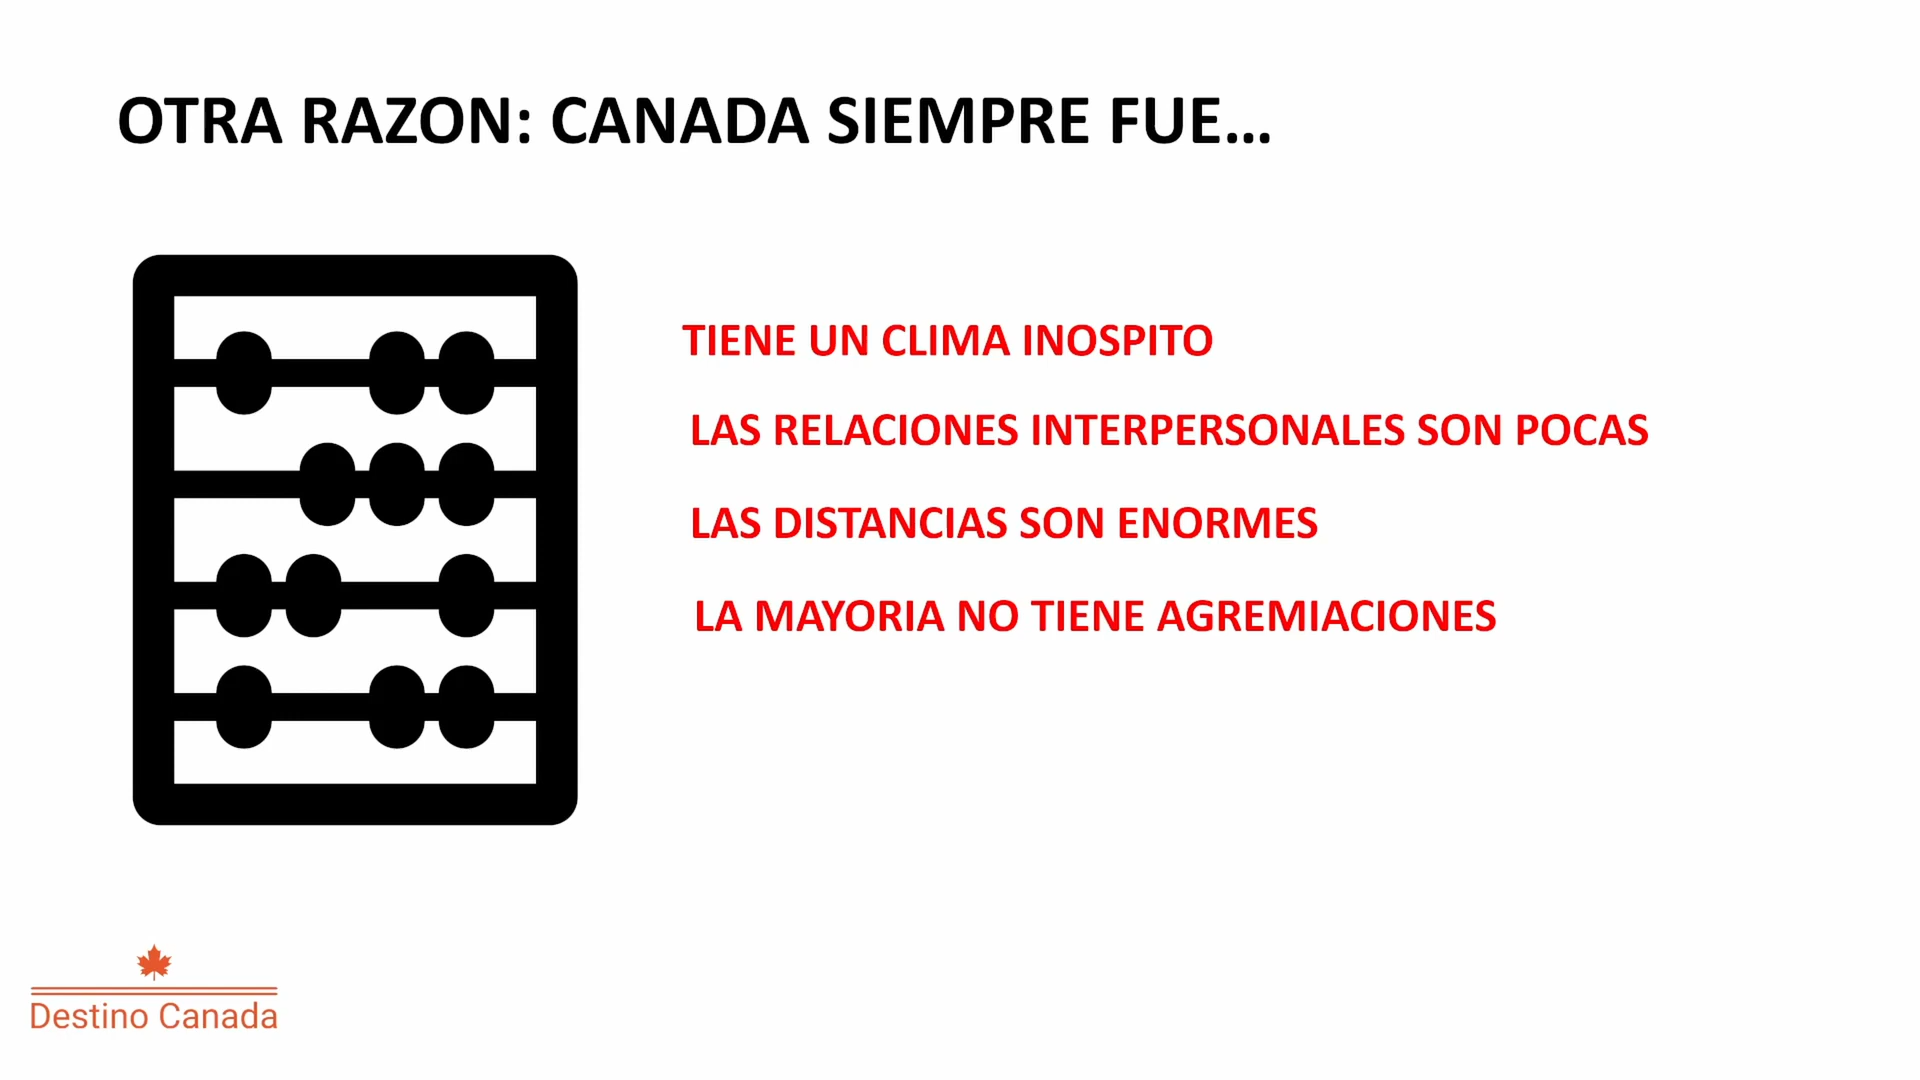 OTRA RAZON: CANADA SIEMPRE FUE...
TIENE UN CLIMA INOSPITO
LAS RELACIONES INTERPERSONALES SON POCAS
LAS DISTANCIAS SON ENORMES
LA MAYORIA NO TIENE AGREMIACIONES
Destino Canada